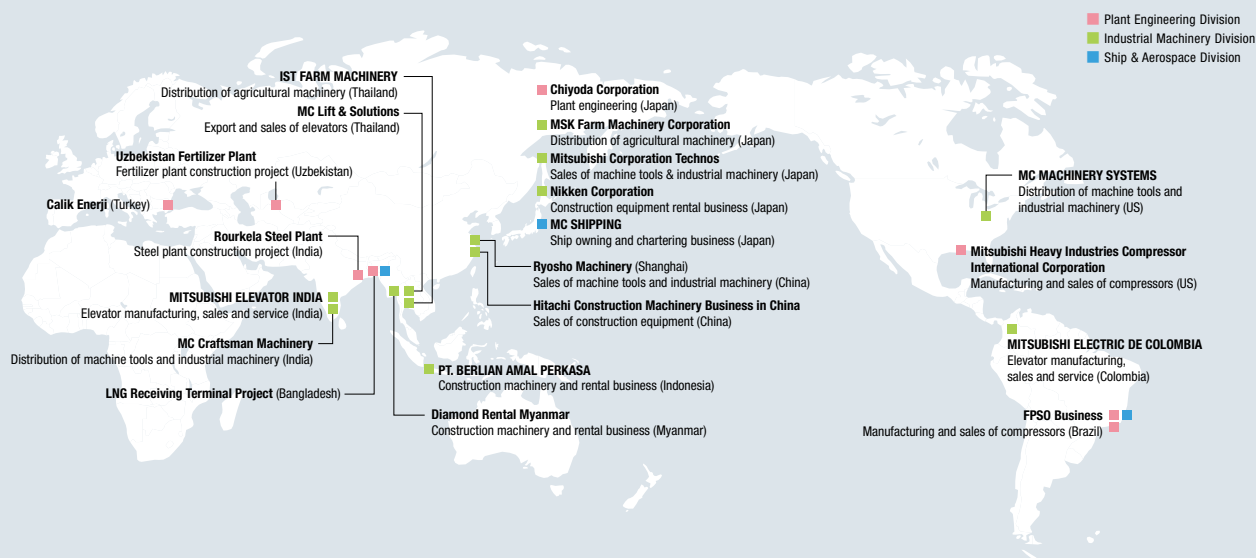 Plant Engineering Division
Industrial Machinery Division
Ship & Aerospace Division
IST FARM MACHINERY
Distribution of agricultural machinery (Thailand)
MC Lift & Solutions
Export and sales of elevators (Thailand)
Uzbekistan Fertilizer Plant
Fertilizer plant construction project (Uzbekistan)
Calik Enerji (Turkey)
Rourkela Steel Plant
Steel plant construction project (India)
MITSUBISHI ELEVATOR INDIA
Elevator manufacturing, sales and service (India)
MC Craftsman Machinery
Distribution of machine tools and industrial machinery (India)
LNG Receiving Terminal Project (Bangladesh)
Chiyoda Corporation
Plant engineering (Japan)
MSK Farm Machinery Corporation
Distribution of agricultural machinery (Japan)
Mitsubishi Corporation Technos
Sales of machine tools & industrial machinery (Japan)
Nikken Corporation
Construction equipment rental business (Japan)
MC SHIPPING
Ship owning and chartering business (Japan)
Ryosho Machinery (Shanghai)
Sales of machine tools and industrial machinery (China)
Hitachi Construction Machinery Business in China
Sales of construction equipment (China)
PT. BERLIAN AMAL PERKASA
Construction machinery and rental business (Indonesia)
Diamond Rental Myanmar
Construction machinery and rental business (Myanmar)
MC MACHINERY SYSTEMS
Distribution of machine tools and
industrial machinery (US)
Mitsubishi Heavy Industries Compressor
International Corporation
Manufacturing and sales of compressors (US)
MITSUBISHI ELECTRIC DE COLOMBIA
Elevator manufacturing,
sales and service (Colombia)
FPSO Business
Manufacturing and sales of compressors (Brazil)